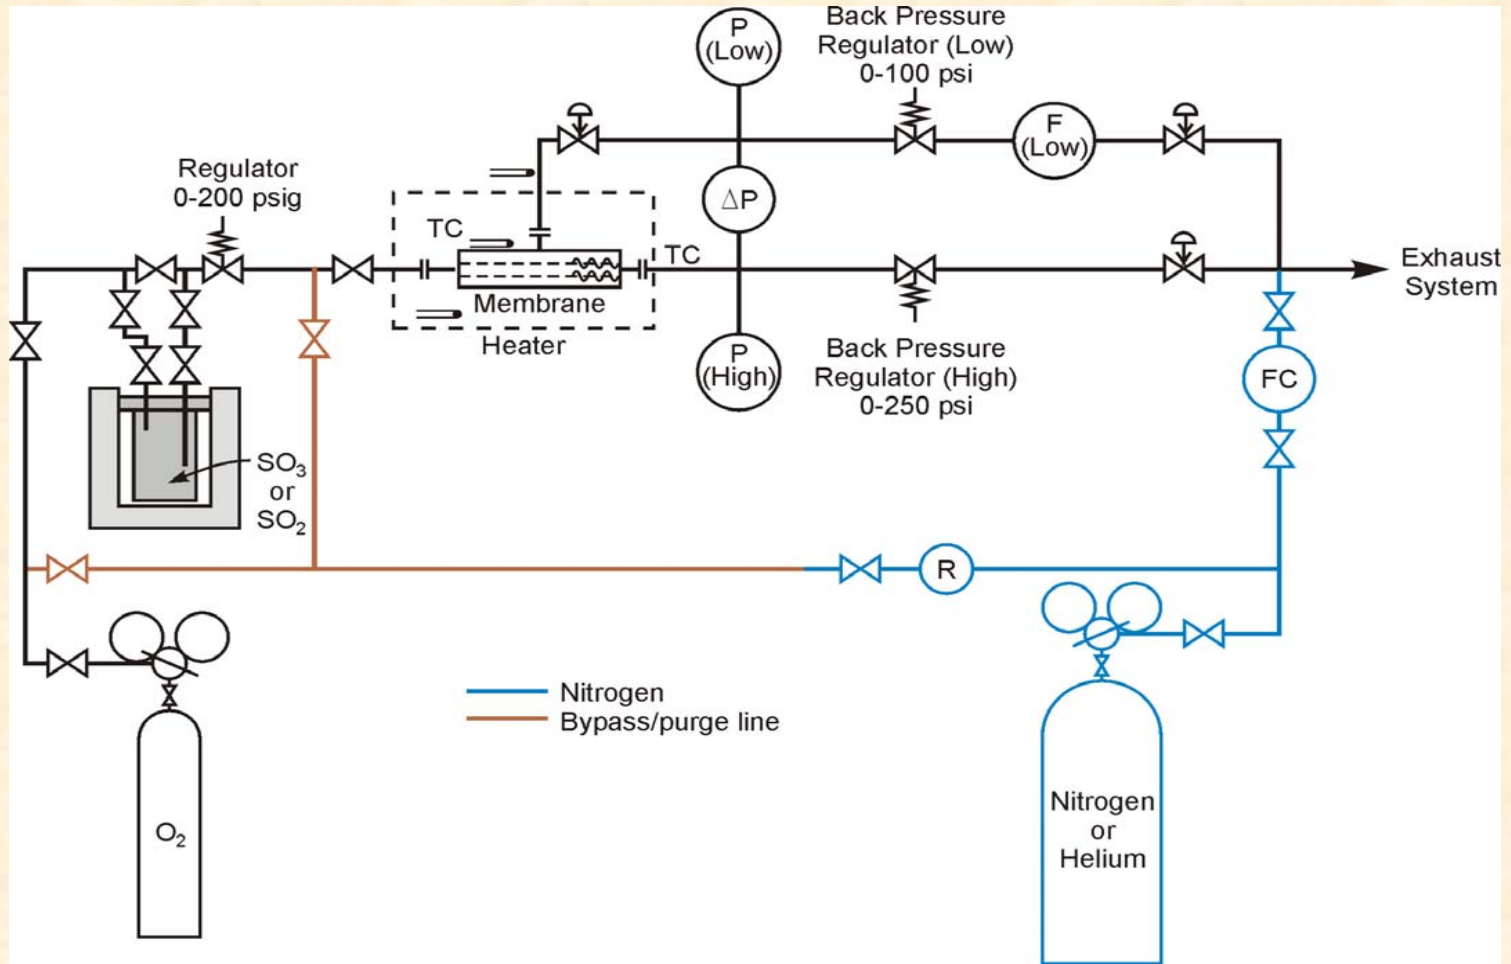 P
(Low)
Back Pressure
Regulator (Low)
0-100 psi
F
(Low)
Regulator
0-200 psig
ΔP
TC
TC
Membrane
Heater
Exhaust
System
P
(High)
Back Pressure
Regulator (High)
0-250 psi
FC
SO₃
or
SO₂
R
Nitrogen
Bypass/purge line
O₂
Nitrogen
or
Helium